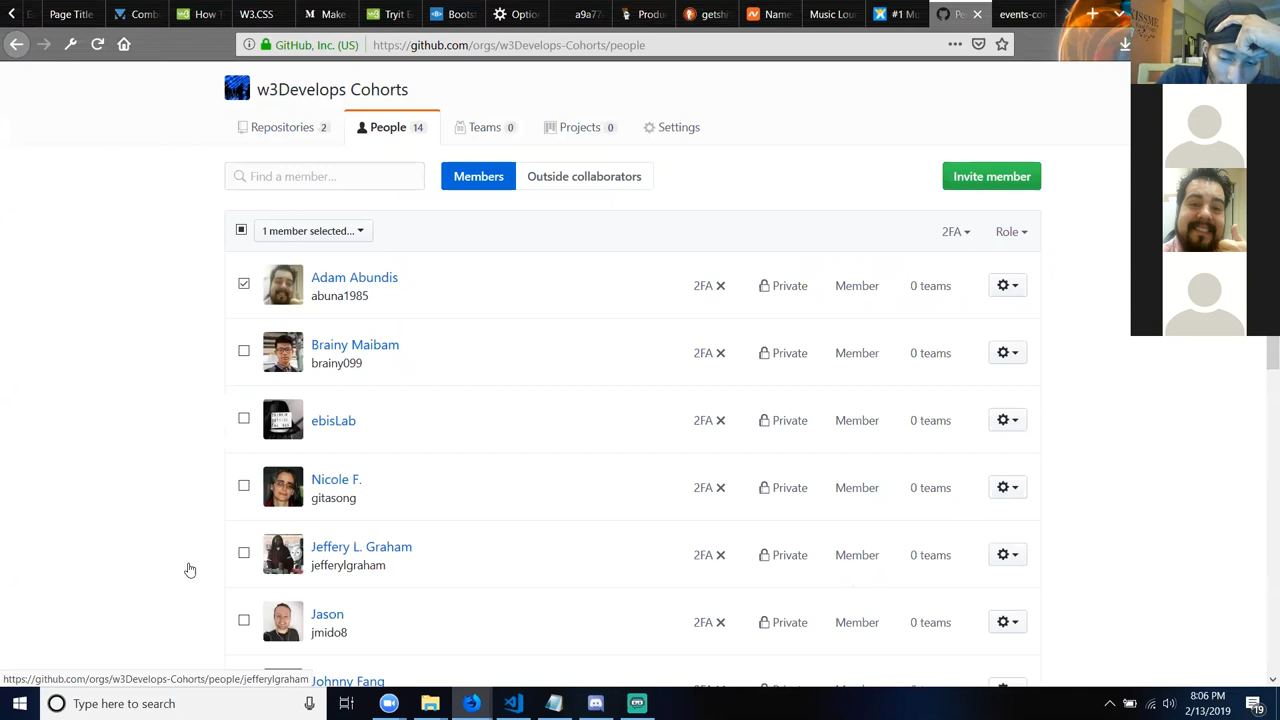 E
Page Title
Comb
How T
W3.CSS
Make
Tryit E
Boots
Optio
a9a77
Produ
getsh
Name
Music Lou
#1 Mu
Pe
events-co
GitHub, Inc. (US) https://github.com/orgs/w3Develops-Cohorts/people
w3Develops Cohorts
Repositories 2
People 14
Teams 0
Projects 0
Settings
Find a member...
Members
Outside collaborators
Invite member
1 member selected...
2FA
Role
Adam Abundis
abuna1985
2FA Private Member 0 teams
Brainy Maibam
brainy099
2FA Private Member 0 teams
ebisLab
2FA Private Member 0 teams
Nicole F.
gitasong
2FA Private Member 0 teams
Jeffery L. Graham
jefferylgraham
2FA Private Member 0 teams
Jason
jmido8
2FA Private Member 0 teams
Johnny Fang
https://github.com/orgs/w3Develops-Cohorts/people/jefferylgraham
Type here to search
8:06 PM
2/13/2019
19